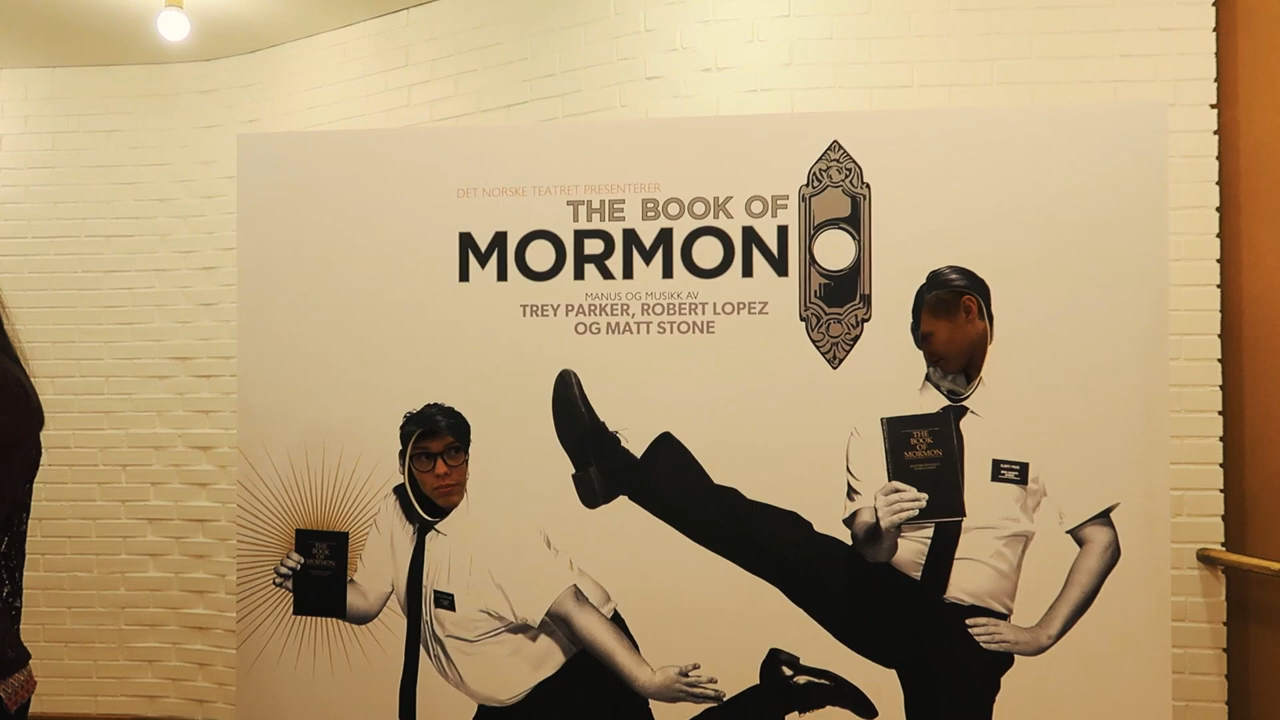 DET NORSKE TEATRET PRESENTERER
THE BOOK OF
MORMON
MANUS OG MUSIKK AV
TREY PARKER, ROBERT LOPEZ
OG MATT STONE
THE
BOOK
OF
MORMON
THE
BOOK
OF
MORMON